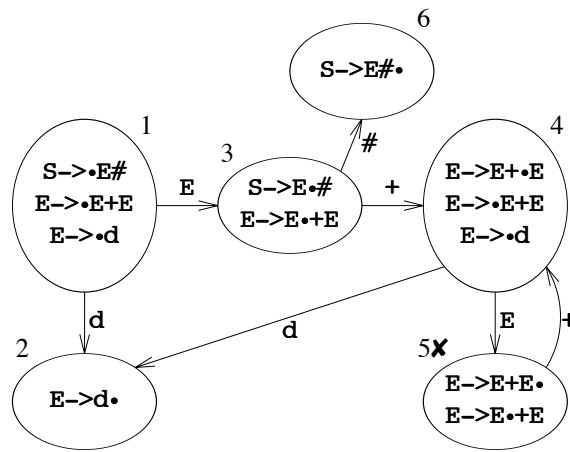 6
S->E#•
1
S->•E#
E->•E+E
E->•d
E
3
S->E•#
E->E•+E
#
+
4
E->E+•E
E->•E+E
E->•d
d
d
E
+
2
E->d•
5✘
E->E+E•
E->E•+E